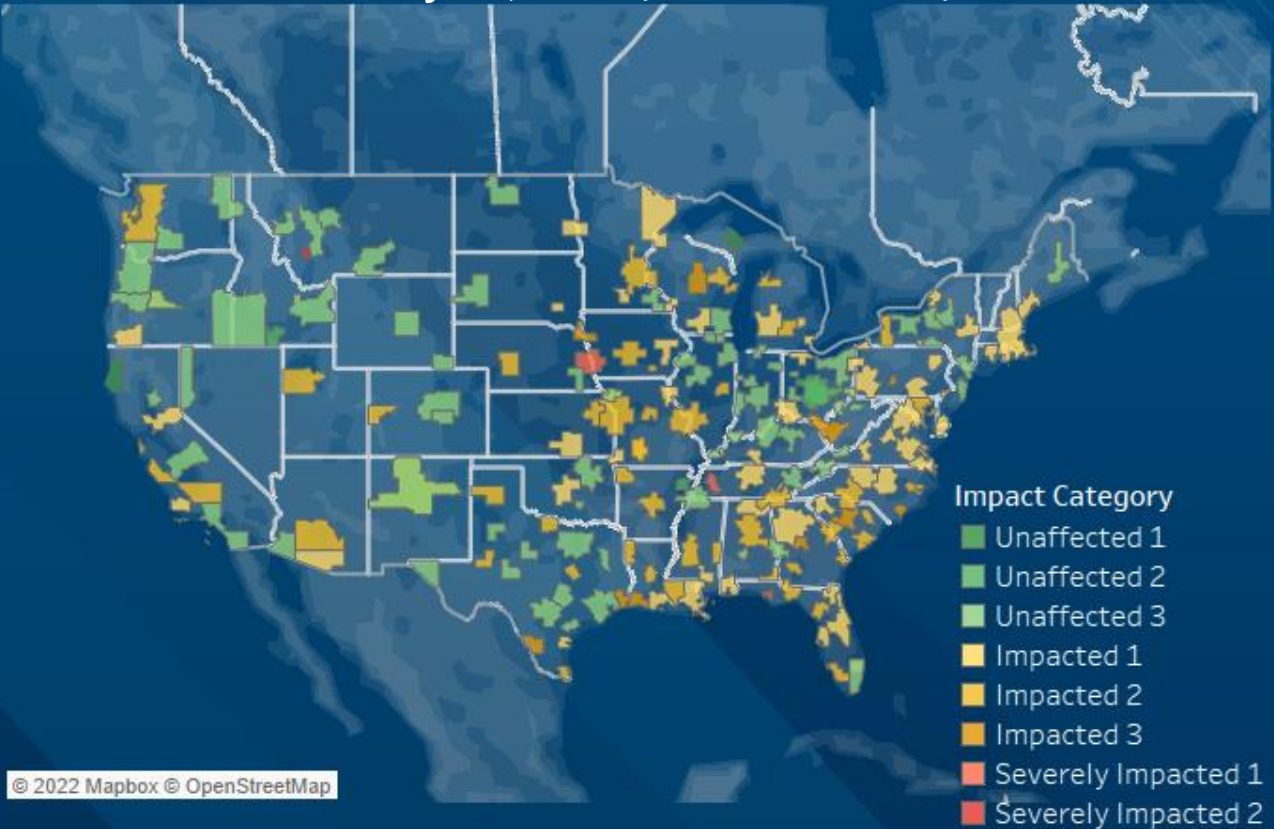 Impact Category
Unaffected 1
Unaffected 2
Unaffected 3
Impacted 1
Impacted 2
Impacted 3
Severely Impacted 1
Severely Impacted 2
© 2022 Mapbox © OpenStreetMap